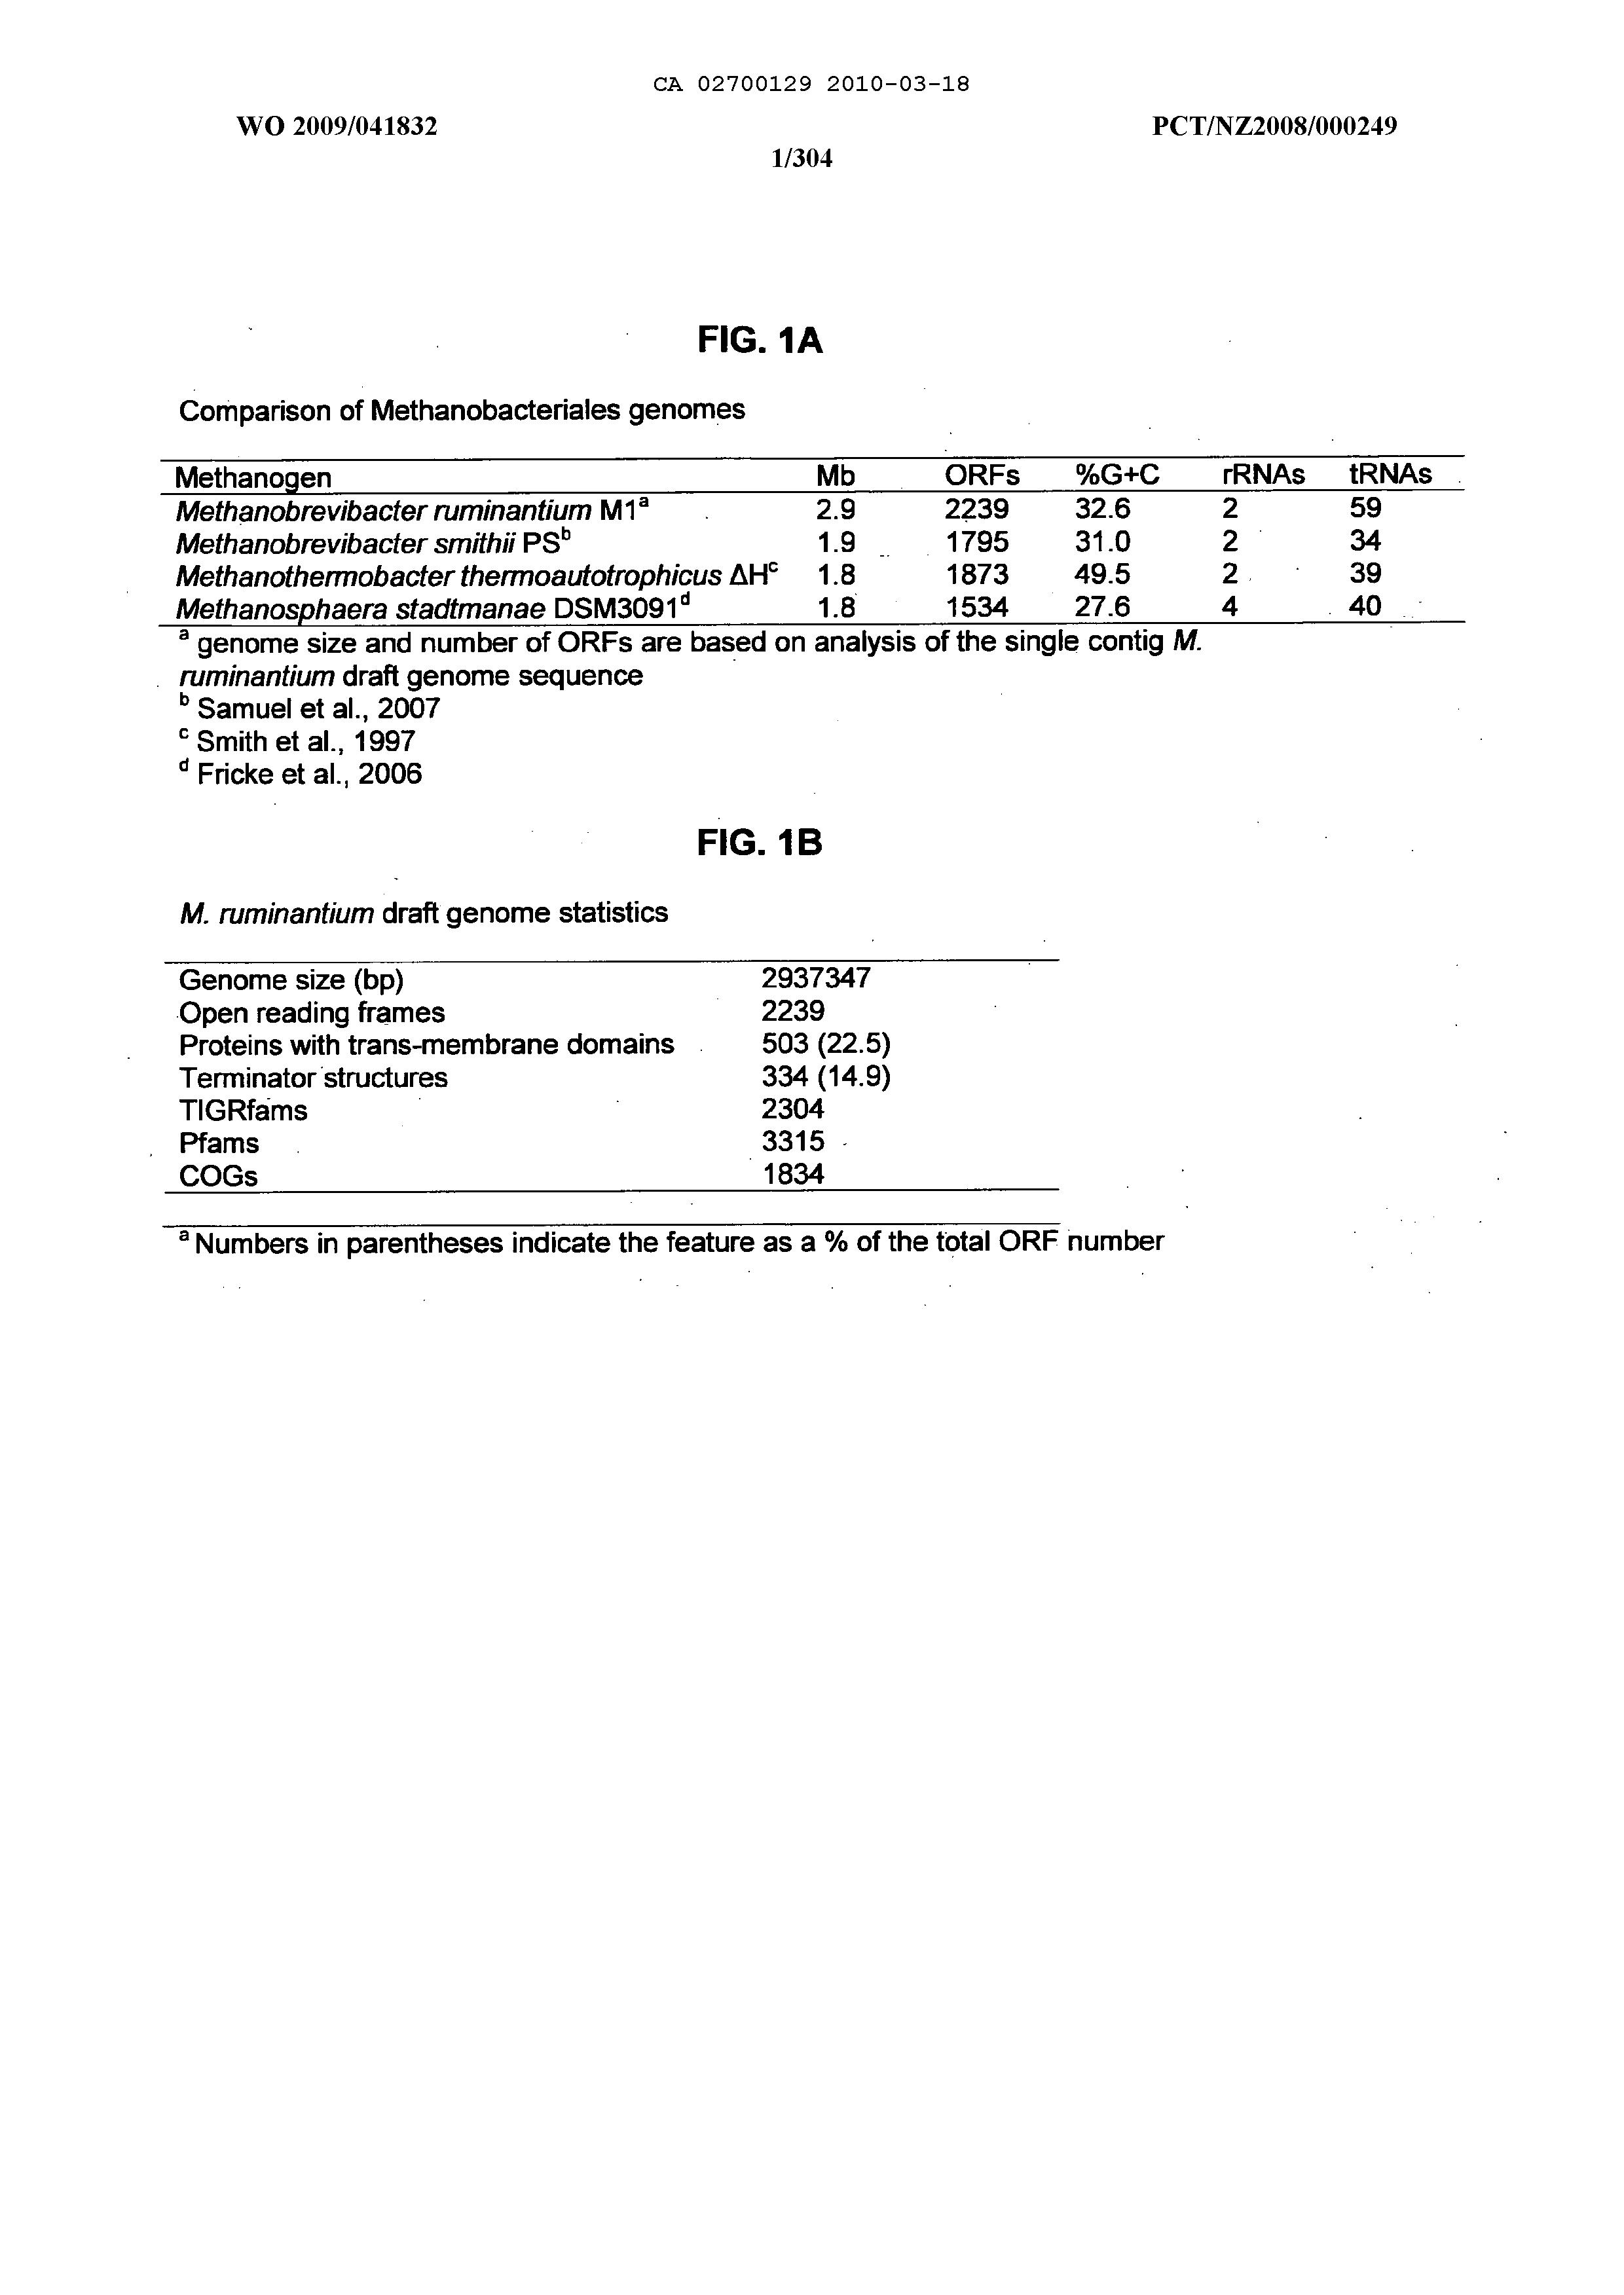 CA 02700129 2010-03-18
WO 2009/041832 PCT/NZ2008/000249
1/304
FIG. 1A
Comparison of Methanobacteriales genomes
Methanogen Mb ORFs %G+C rRNAs tRNAs
Methanobrevibacter ruminantium M1a 2.9 2239 32.6 2 59
Methanobrevibacter smithii PSb 1.9 1795 31.0 2 34
Methanothermobacter thermoautotrophicus ΔHc 1.8 1873 49.5 2 39
Methanosphaera stadtmanae DSM3091d 1.8 1534 27.6 4 40
a genome size and number of ORFs are based on analysis of the single contig M.
ruminantium draft genome sequence
b Samuel et al., 2007
c Smith et al., 1997
d Fricke et al., 2006
FIG. 1B
M. ruminantium draft genome statistics
Genome size (bp) 2937347
Open reading frames 2239
Proteins with trans-membrane domains 503 (22.5)
Terminator structures 334 (14.9)
TIGRfams 2304
Pfams 3315
COGs 1834
a Numbers in parentheses indicate the feature as a % of the total ORF number